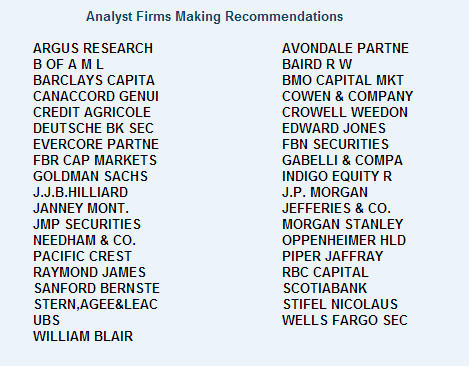 Analyst Firms Making Recommendations
ARGUS RESEARCH AVONDALE PARTNE
B OF A M L BAIRD R W
BARCLAYS CAPITA BMO CAPITAL MKT
CANACCORD GENUI COWEN & COMPANY
CREDIT AGRICOLE CROWELL WEEDON
DEUTSCHE BK SEC EDWARD JONES
EVERCORE PARTNE FBN SECURITIES
FBR CAP MARKETS GABELLI & COMPA
GOLDMAN SACHS INDIGO EQUITY R
J.J.B.HILLIARD J.P. MORGAN
JANNEY MONT. JEFFERIES & CO.
JMP SECURITIES MORGAN STANLEY
NEEDHAM & CO. OPPENHEIMER HLD
PACIFIC CREST PIPER JAFFRAY
RAYMOND JAMES RBC CAPITAL
SANFORD BERNSTE SCOTIABANK
STERN,AGEE&LEAC STIFEL NICOLAUS
UBS WELLS FARGO SEC
WILLIAM BLAIR